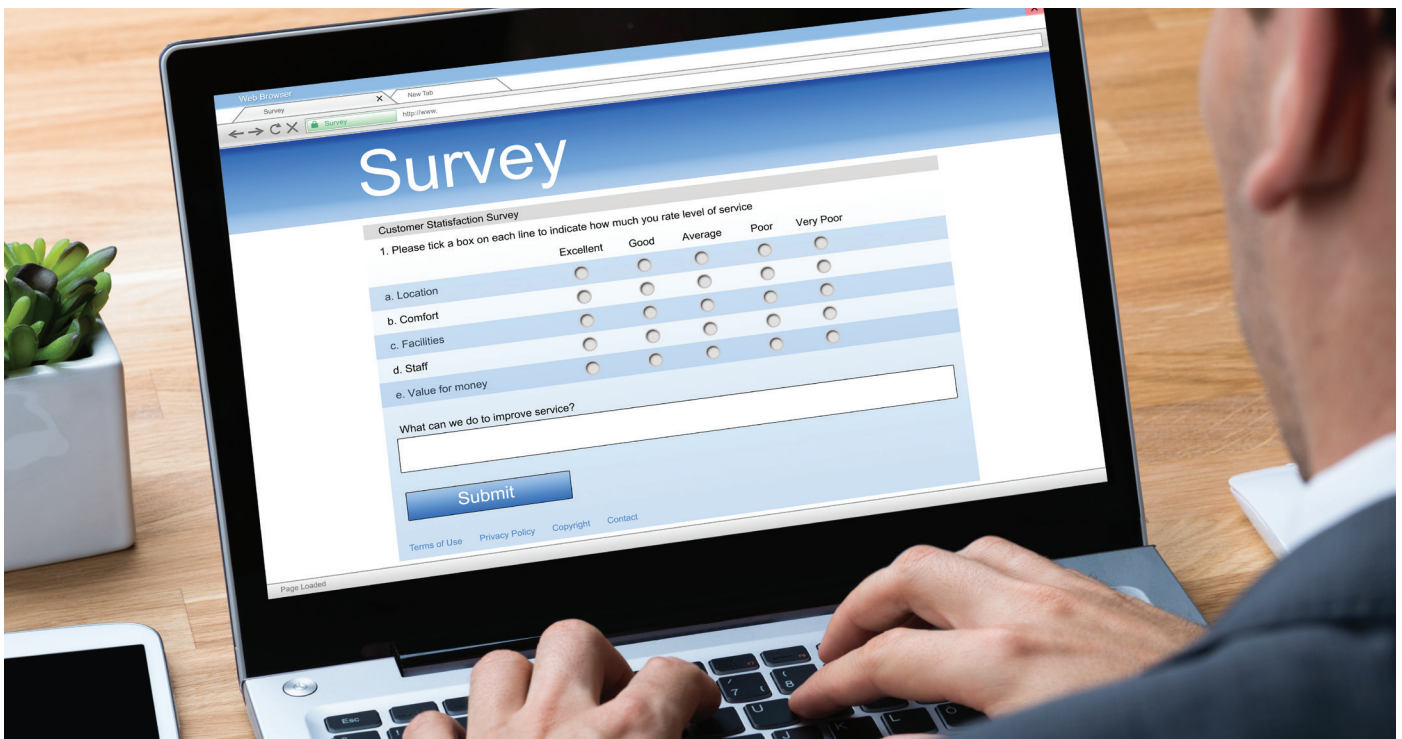 Web Browser
Survey
New Tab
Survey
http://www.
Survey
Customer Statisfaction Survey
1. Please tick a box on each line to indicate how much you rate level of service
Excellent Good Average Poor Very Poor
a. Location
b. Comfort
c. Facilities
d. Staff
e. Value for money
What can we do to improve service?
Submit
Terms of Use Privacy Policy Copyright Contact
Page Loaded
Esc
7
8
U
J
K
L